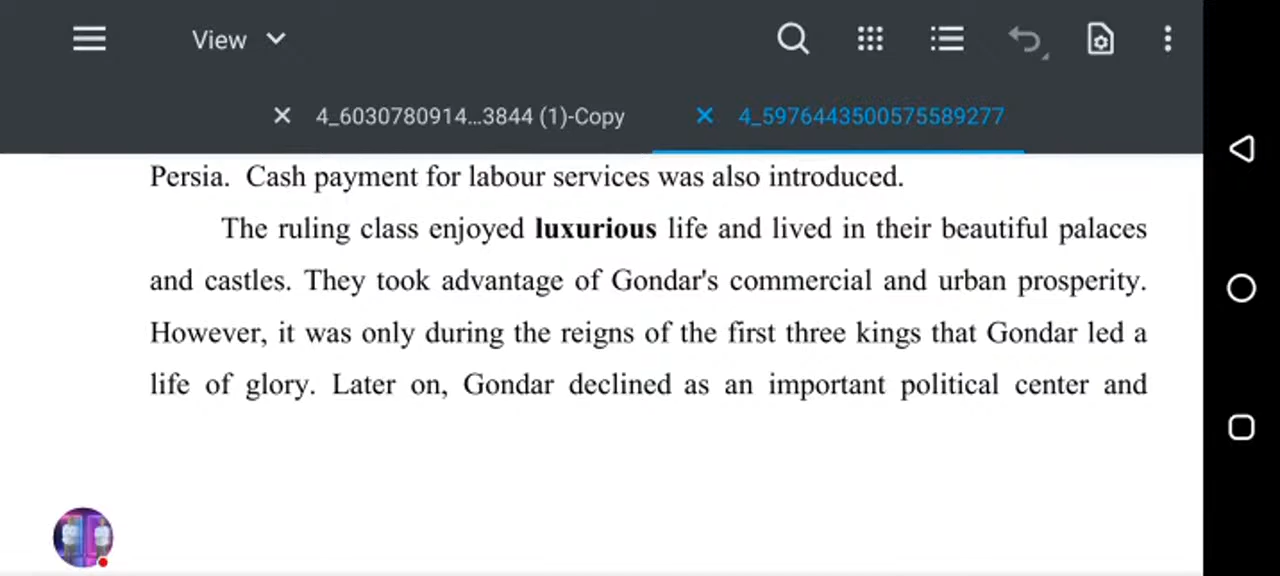 View
4_6030780914...3844 (1)-Copy
4_5976443500575589277
Persia.  Cash payment for labour services was also introduced.
The ruling class enjoyed luxurious life and lived in their beautiful palaces
and castles. They took advantage of Gondar's commercial and urban prosperity.
However, it was only during the reigns of the first three kings that Gondar led a
life of glory. Later on, Gondar declined as an important political center and